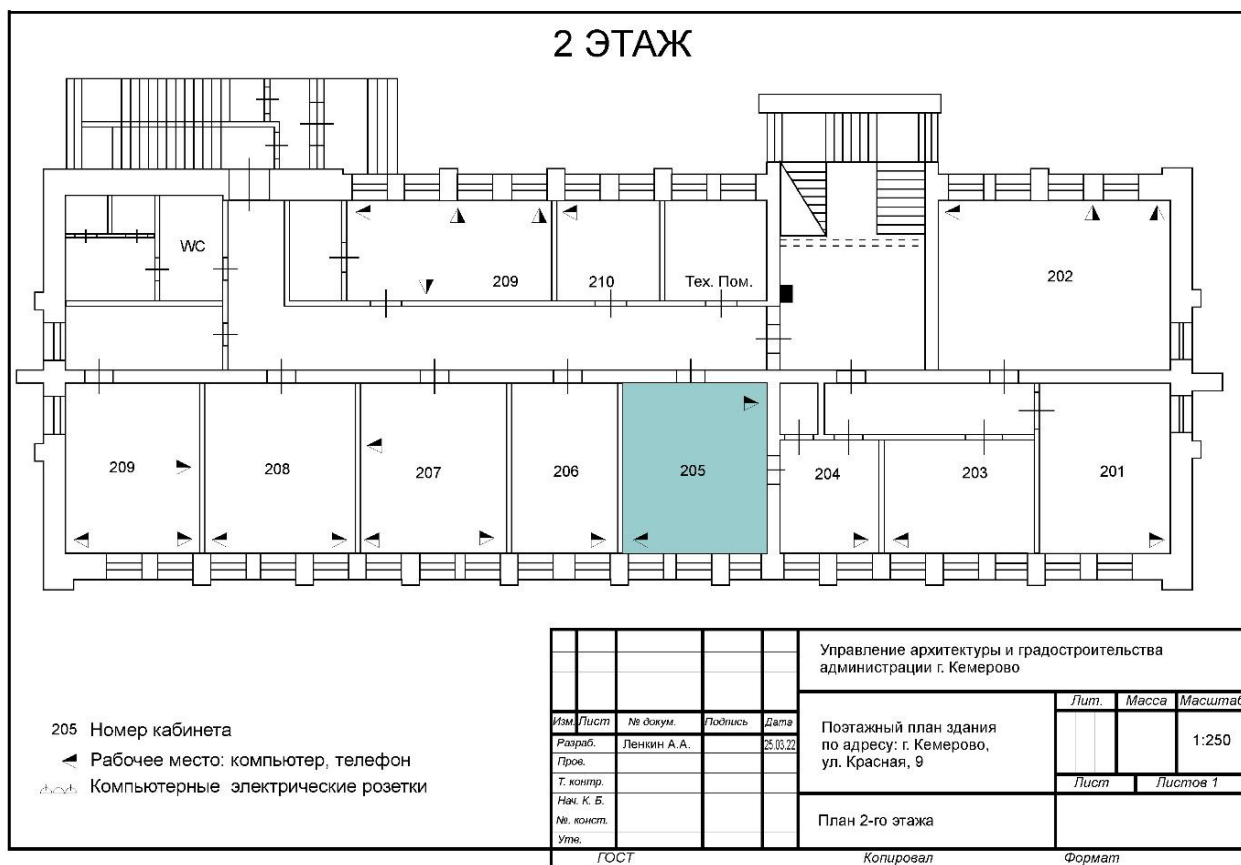 2 ЭТАЖ
WC
209
210
Тех. Пом.
202
209
208
207
206
205
204
203
201
205 Номер кабинета
Рабочее место: компьютер, телефон
Компьютерные электрические розетки
Управление архитектуры и градостроительства
администрации г. Кемерово
Изм. Лист № докум. Подпись Дата
Разраб. Ленкин А.А. 25.03.22
Пров.
Т. контр.
Нач. К. Б.
№. конст.
Утв.
Поэтажный план здания
по адресу: г. Кемерово,
ул. Красная, 9
Лит. Масса Масштаб
1:250
Лист Листов 1
План 2-го этажа
ГОСТ Копировал Формат